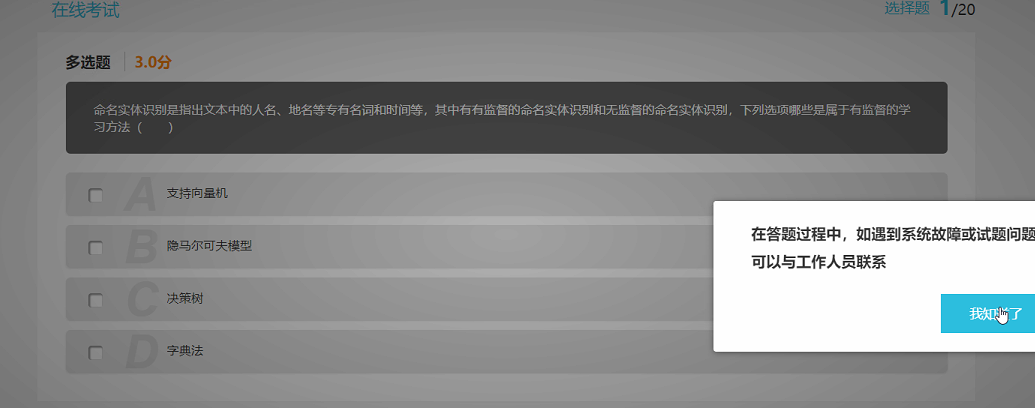 在线考试
选择题 1/20
多选题 3.0分
命名实体识别是指出文本中的人名、地名等专有名词和时间等，其中有有监督的命名实体识别和无监督的命名实体识别，下列选项哪些是属于有监督的学
习方法（　　）
A 支持向量机
B 隐马尔可夫模型
C 决策树
D 字典法
在答题过程中，如遇到系统故障或试题问题
可以与工作人员联系
我知道了